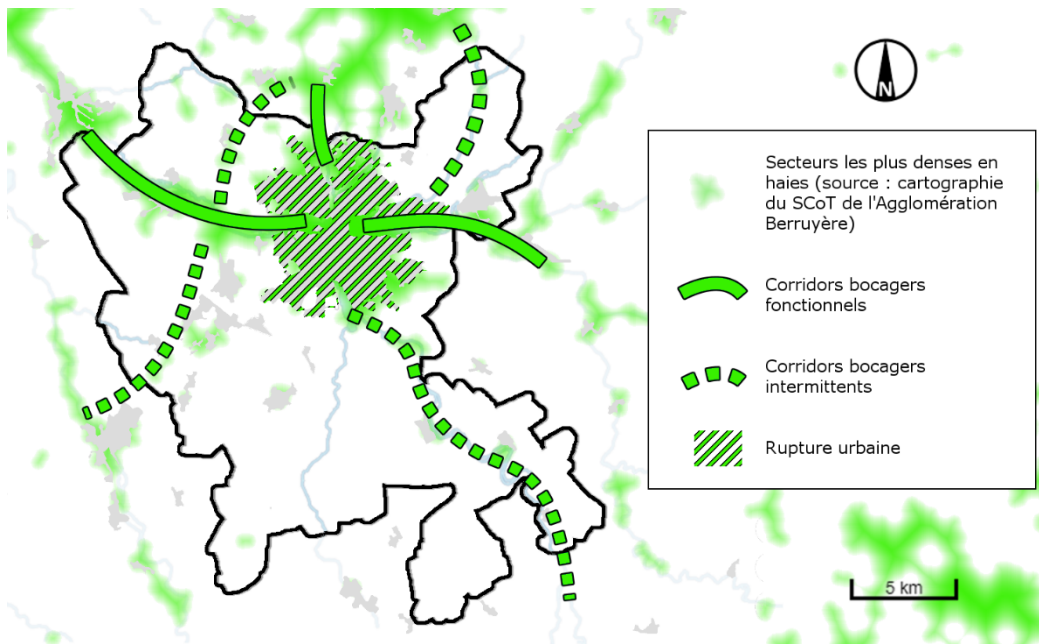 N
Secteurs les plus denses en
haies (source : cartographie
du SCoT de l'Agglomération
Berruyère)
Corridors bocagers
fonctionnels
Corridors bocagers
intermittents
Rupture urbaine
5 km